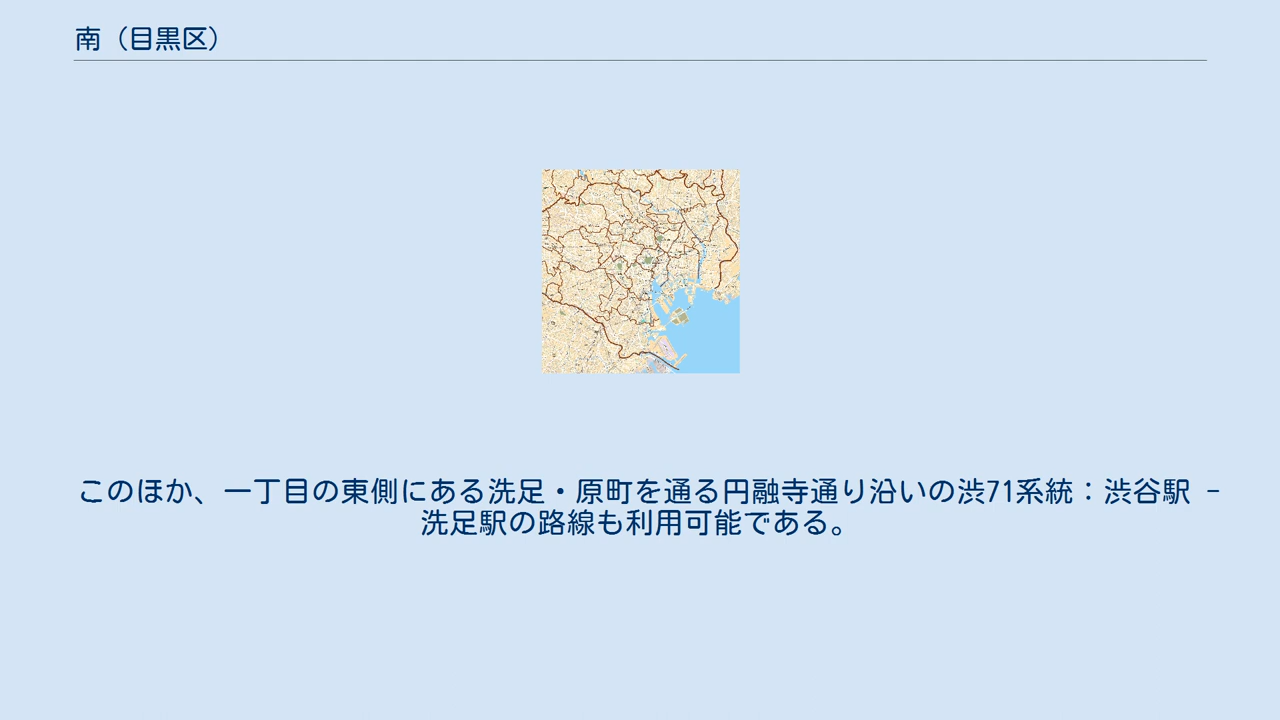 南（目黒区）
このほか、一丁目の東側にある洗足・原町を通る円融寺通り沿いの渋71系統：渋谷駅 -
洗足駅の路線も利用可能である。